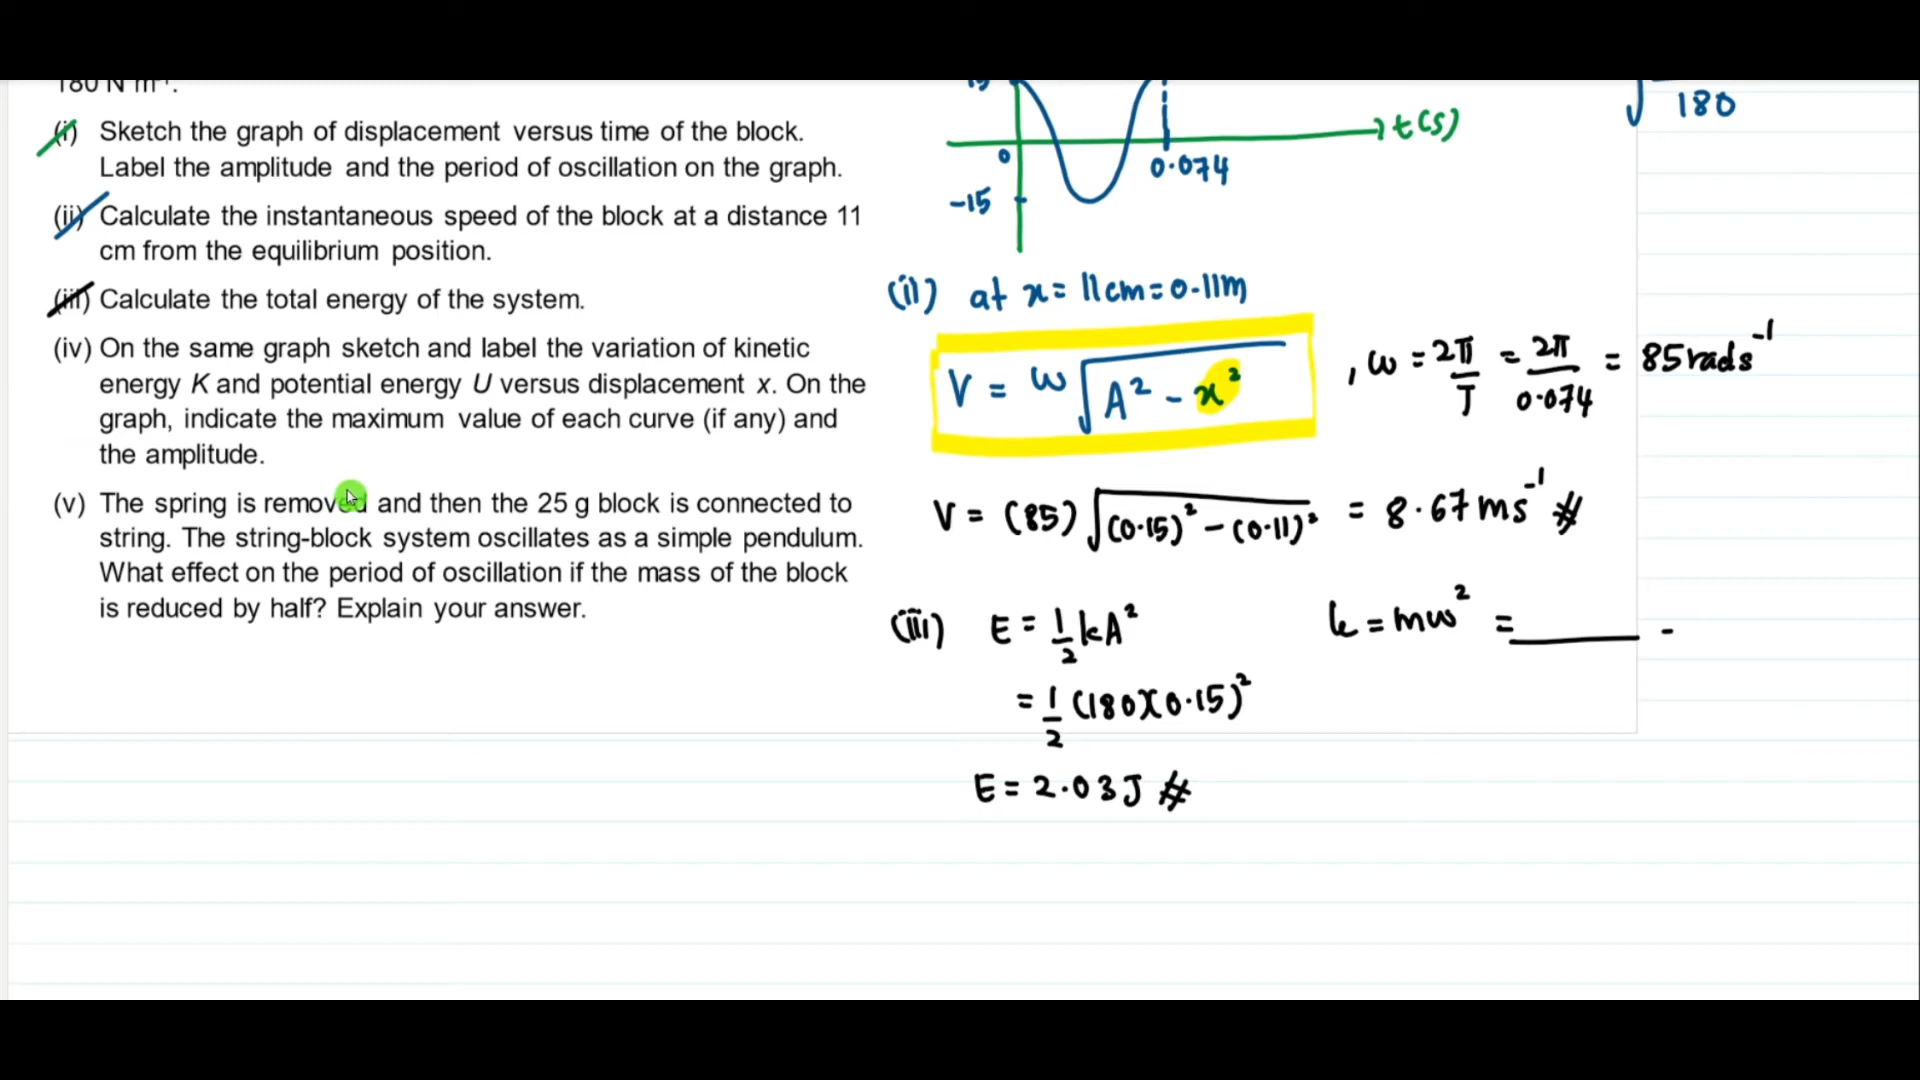 180 N m⁻¹.
(i) Sketch the graph of displacement versus time of the block.
Label the amplitude and the period of oscillation on the graph.
(ii) Calculate the instantaneous speed of the block at a distance 11
cm from the equilibrium position.
(iii) Calculate the total energy of the system.
(iv) On the same graph sketch and label the variation of kinetic
energy K and potential energy U versus displacement x. On the
graph, indicate the maximum value of each curve (if any) and
the amplitude.
(v) The spring is removed and then the 25 g block is connected to
string. The string-block system oscillates as a simple pendulum.
What effect on the period of oscillation if the mass of the block
is reduced by half? Explain your answer.
15
t(s)
0
0.074
-15
√ 180
(ii) at x = 11cm = 0.11m
V = ω√(A² - x²)
, ω = 2π/T = 2π/0.074 = 85 rads⁻¹
V = (85)√((0.15)² - (0.11)²) = 8.67 ms⁻¹ #
(iii) E = 1/2 kA²
k = mω² = ______ -
= 1/2 (180)(0.15)²
E = 2.03 J #